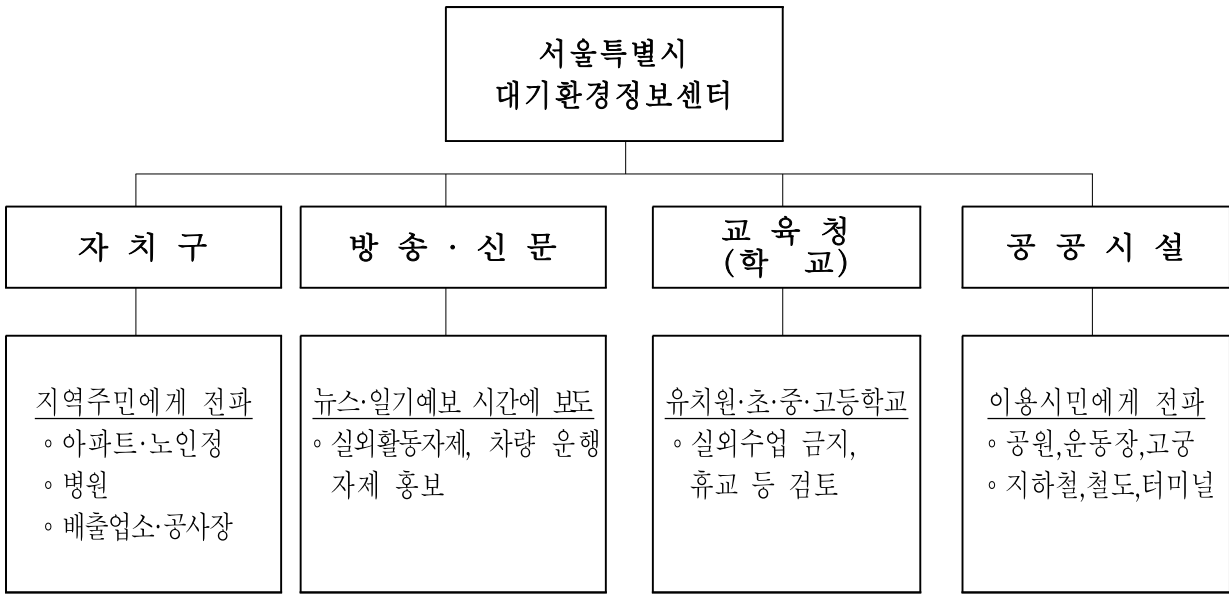 서울특별시
대기환경정보센터
자 치 구
지역주민에게 전파
◦ 아파트·노인정
◦ 병원
◦ 배출업소·공사장
방 송 · 신 문
뉴스·일기예보 시간에 보도
◦ 실외활동자제, 차량 운행
자제 홍보
교 육 청
(학 교)
유치원·초·중·고등학교
◦ 실외수업 금지,
휴교 등 검토
공 공 시 설
이용시민에게 전파
◦ 공원,운동장,고궁
◦ 지하철,철도,터미널